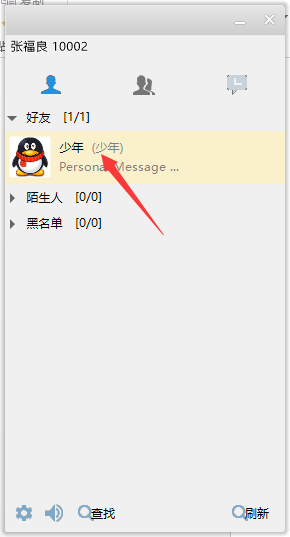 张福良 10002
好友 [1/1]
少年 (少年)
Personal Message ...
陌生人 [0/0]
黑名单 [0/0]
查找 刷新